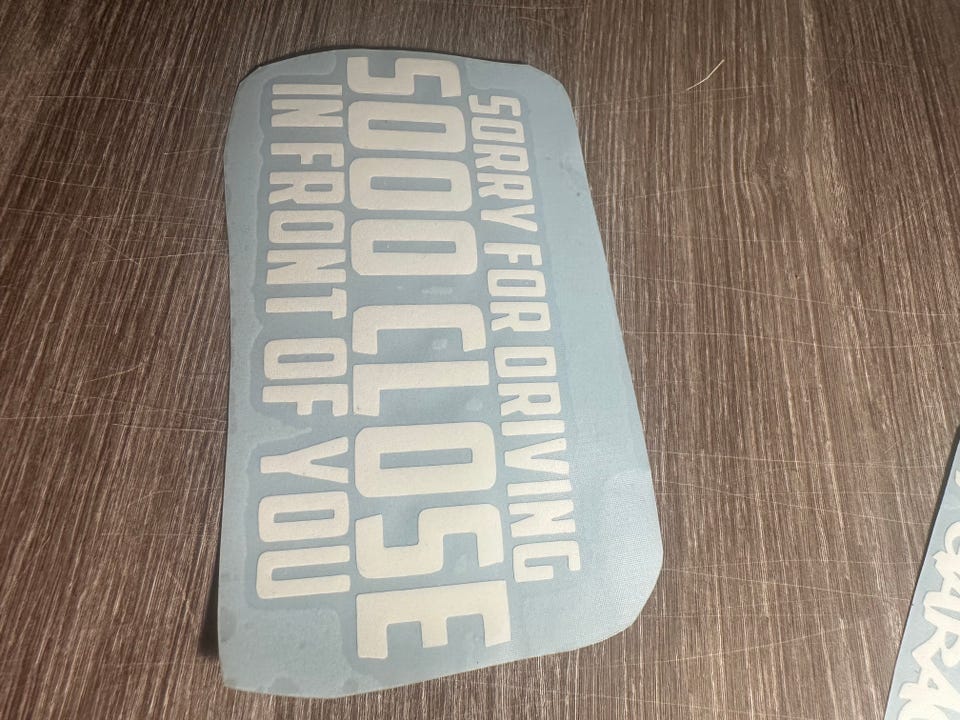 SORRY FOR DRIVING
SOOO CLOSE
IN FRONT OF YOU